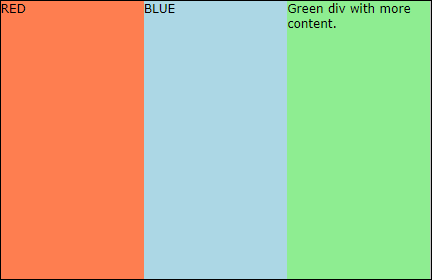 RED
BLUE
Green div with more
content.